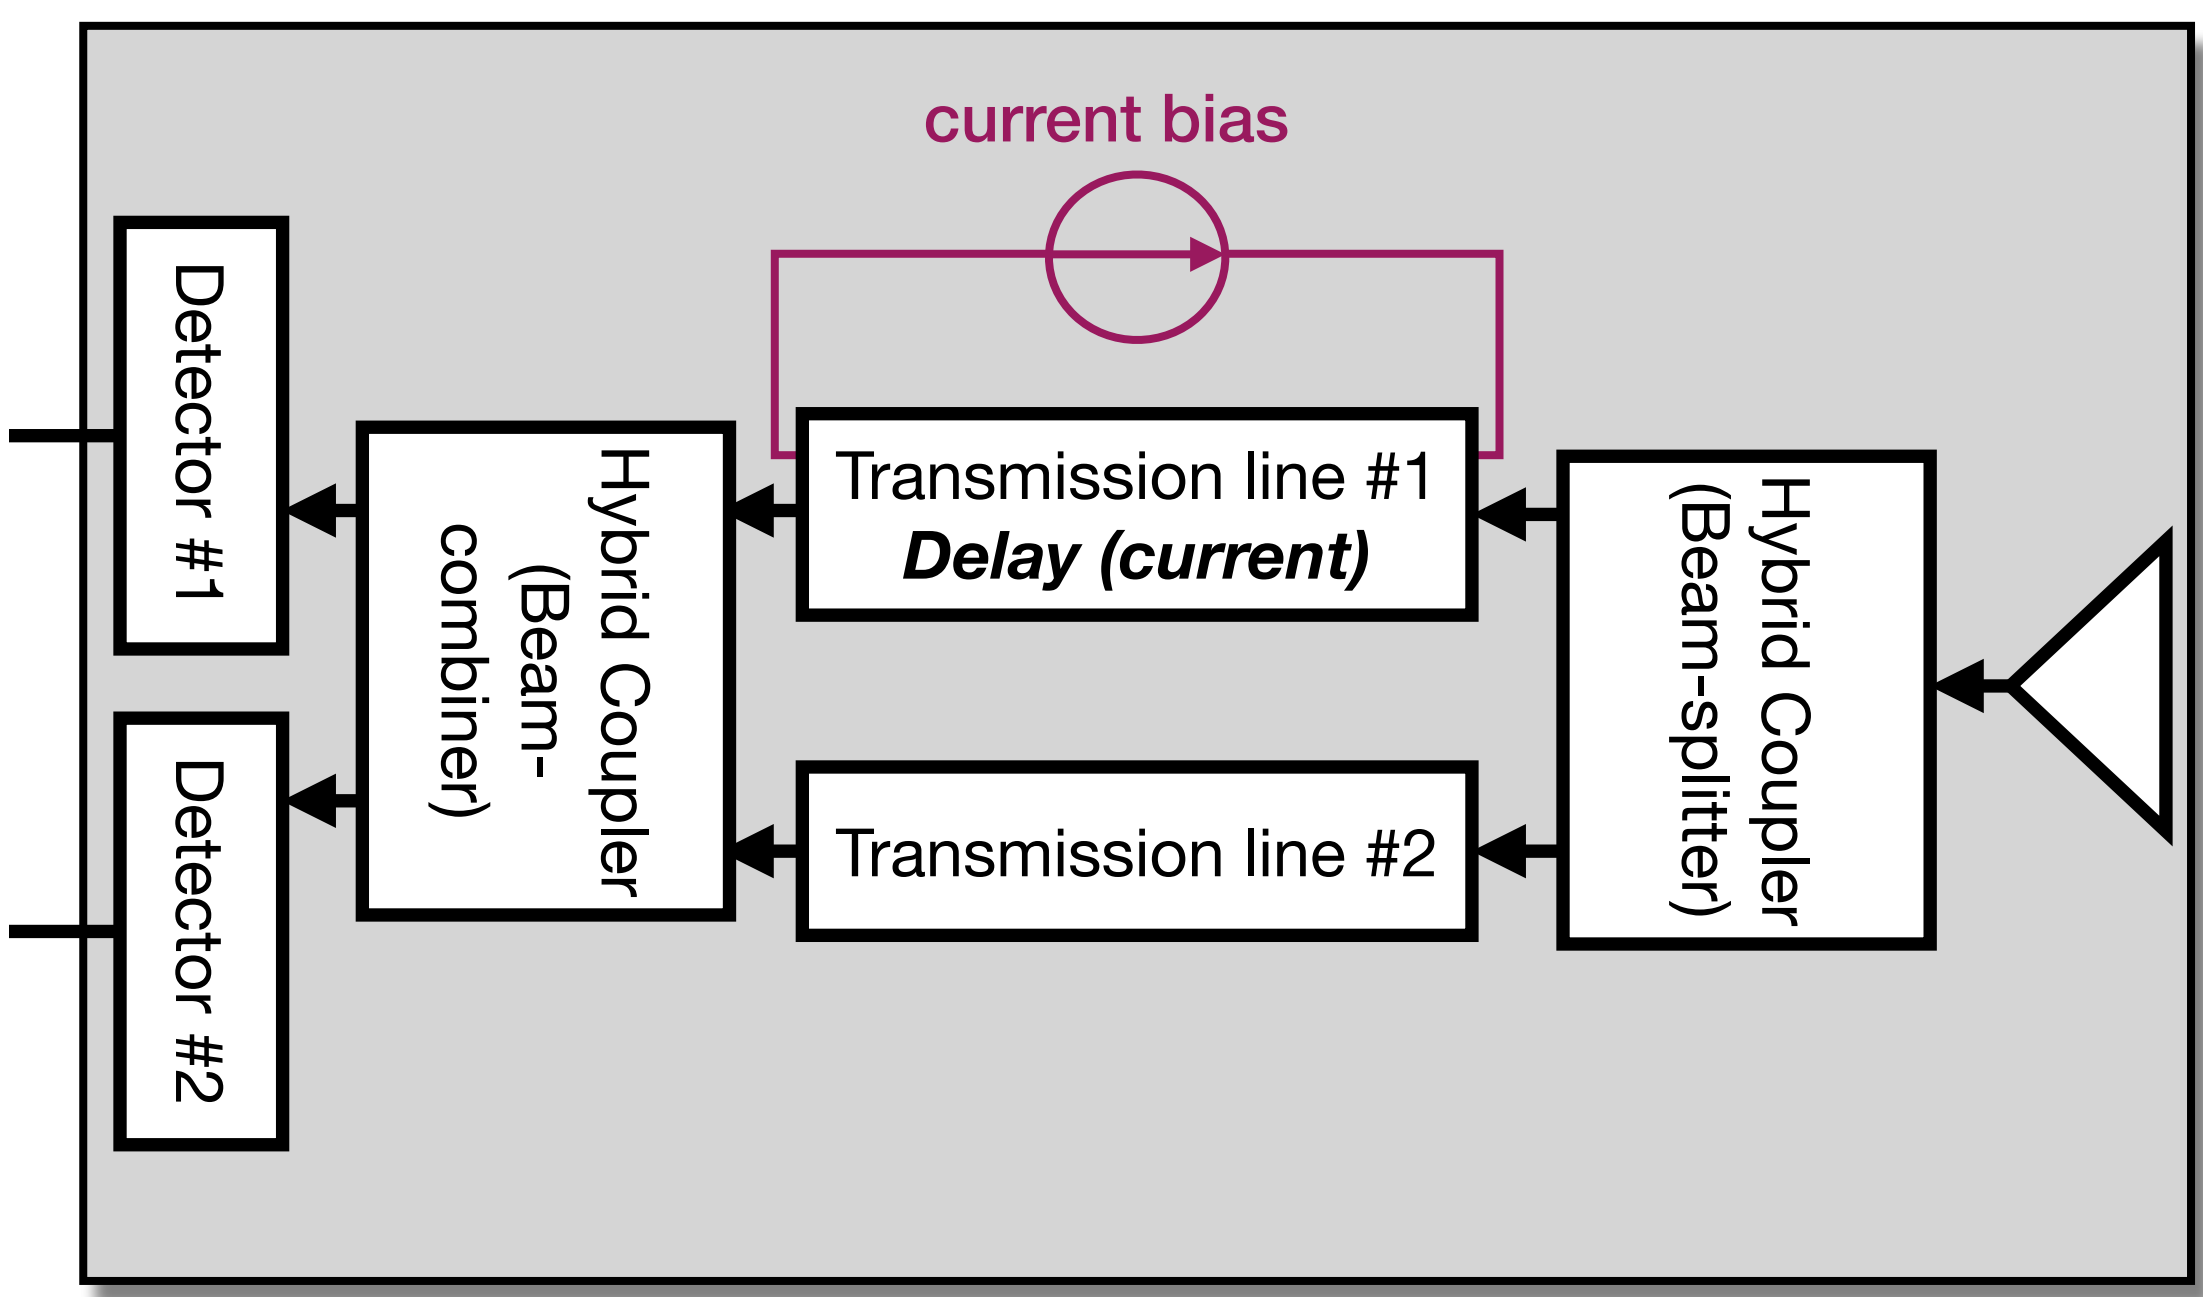 current bias
Detector #1
Hybrid Coupler
(Beam-
combiner)
Transmission line #1
Delay (current)
Hybrid Coupler
(Beam-splitter)
Detector #2
Transmission line #2